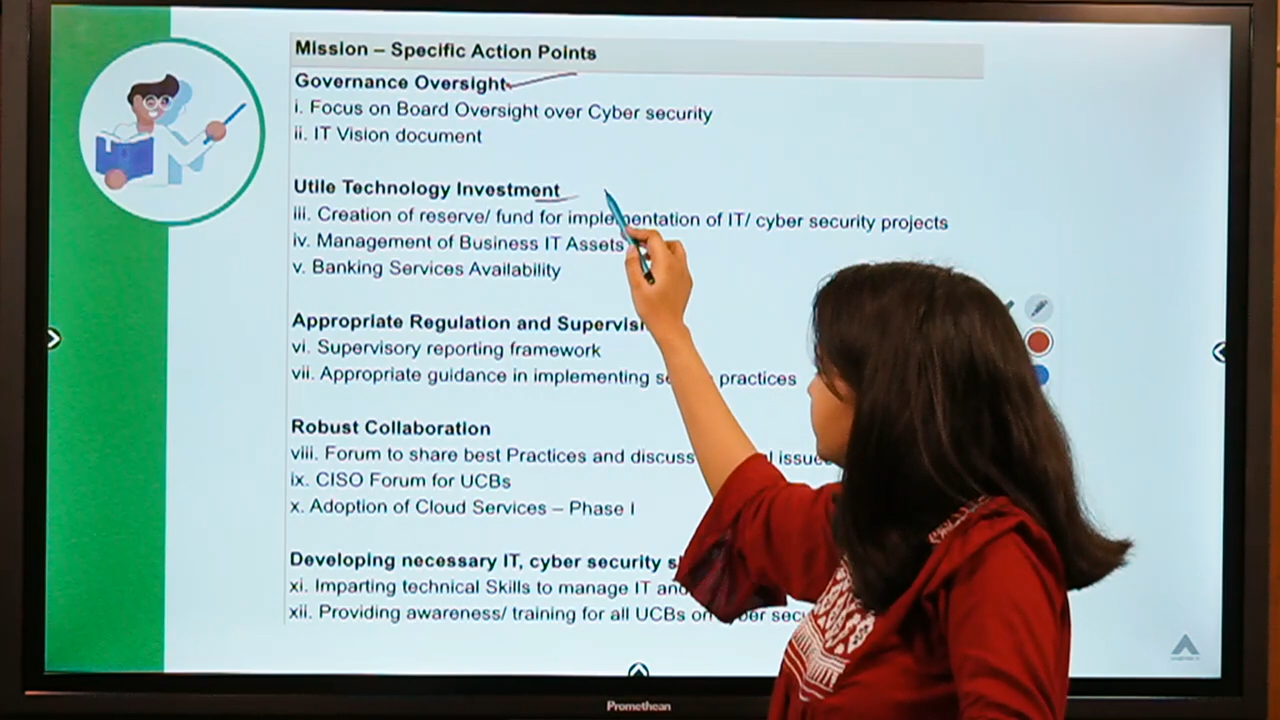 Mission – Specific Action Points
Governance Oversight
i. Focus on Board Oversight over Cyber security
ii. IT Vision document
Utile Technology Investment
iii. Creation of reserve/ fund for implementation of IT/ cyber security projects
iv. Management of Business IT Assets
v. Banking Services Availability
Appropriate Regulation and
vi. Supervisory reporting framework
vii. Appropriate guidance in implementing practices
Robust Collaboration
viii. Forum to share best Practices and discuss
ix. CISO Forum for UCBs
x. Adoption of Cloud Services – Phase I
Developing necessary IT, cyber security
xi. Imparting technical Skills to manage IT and
xii. Providing awareness/ training for all UCBs on
Promethean